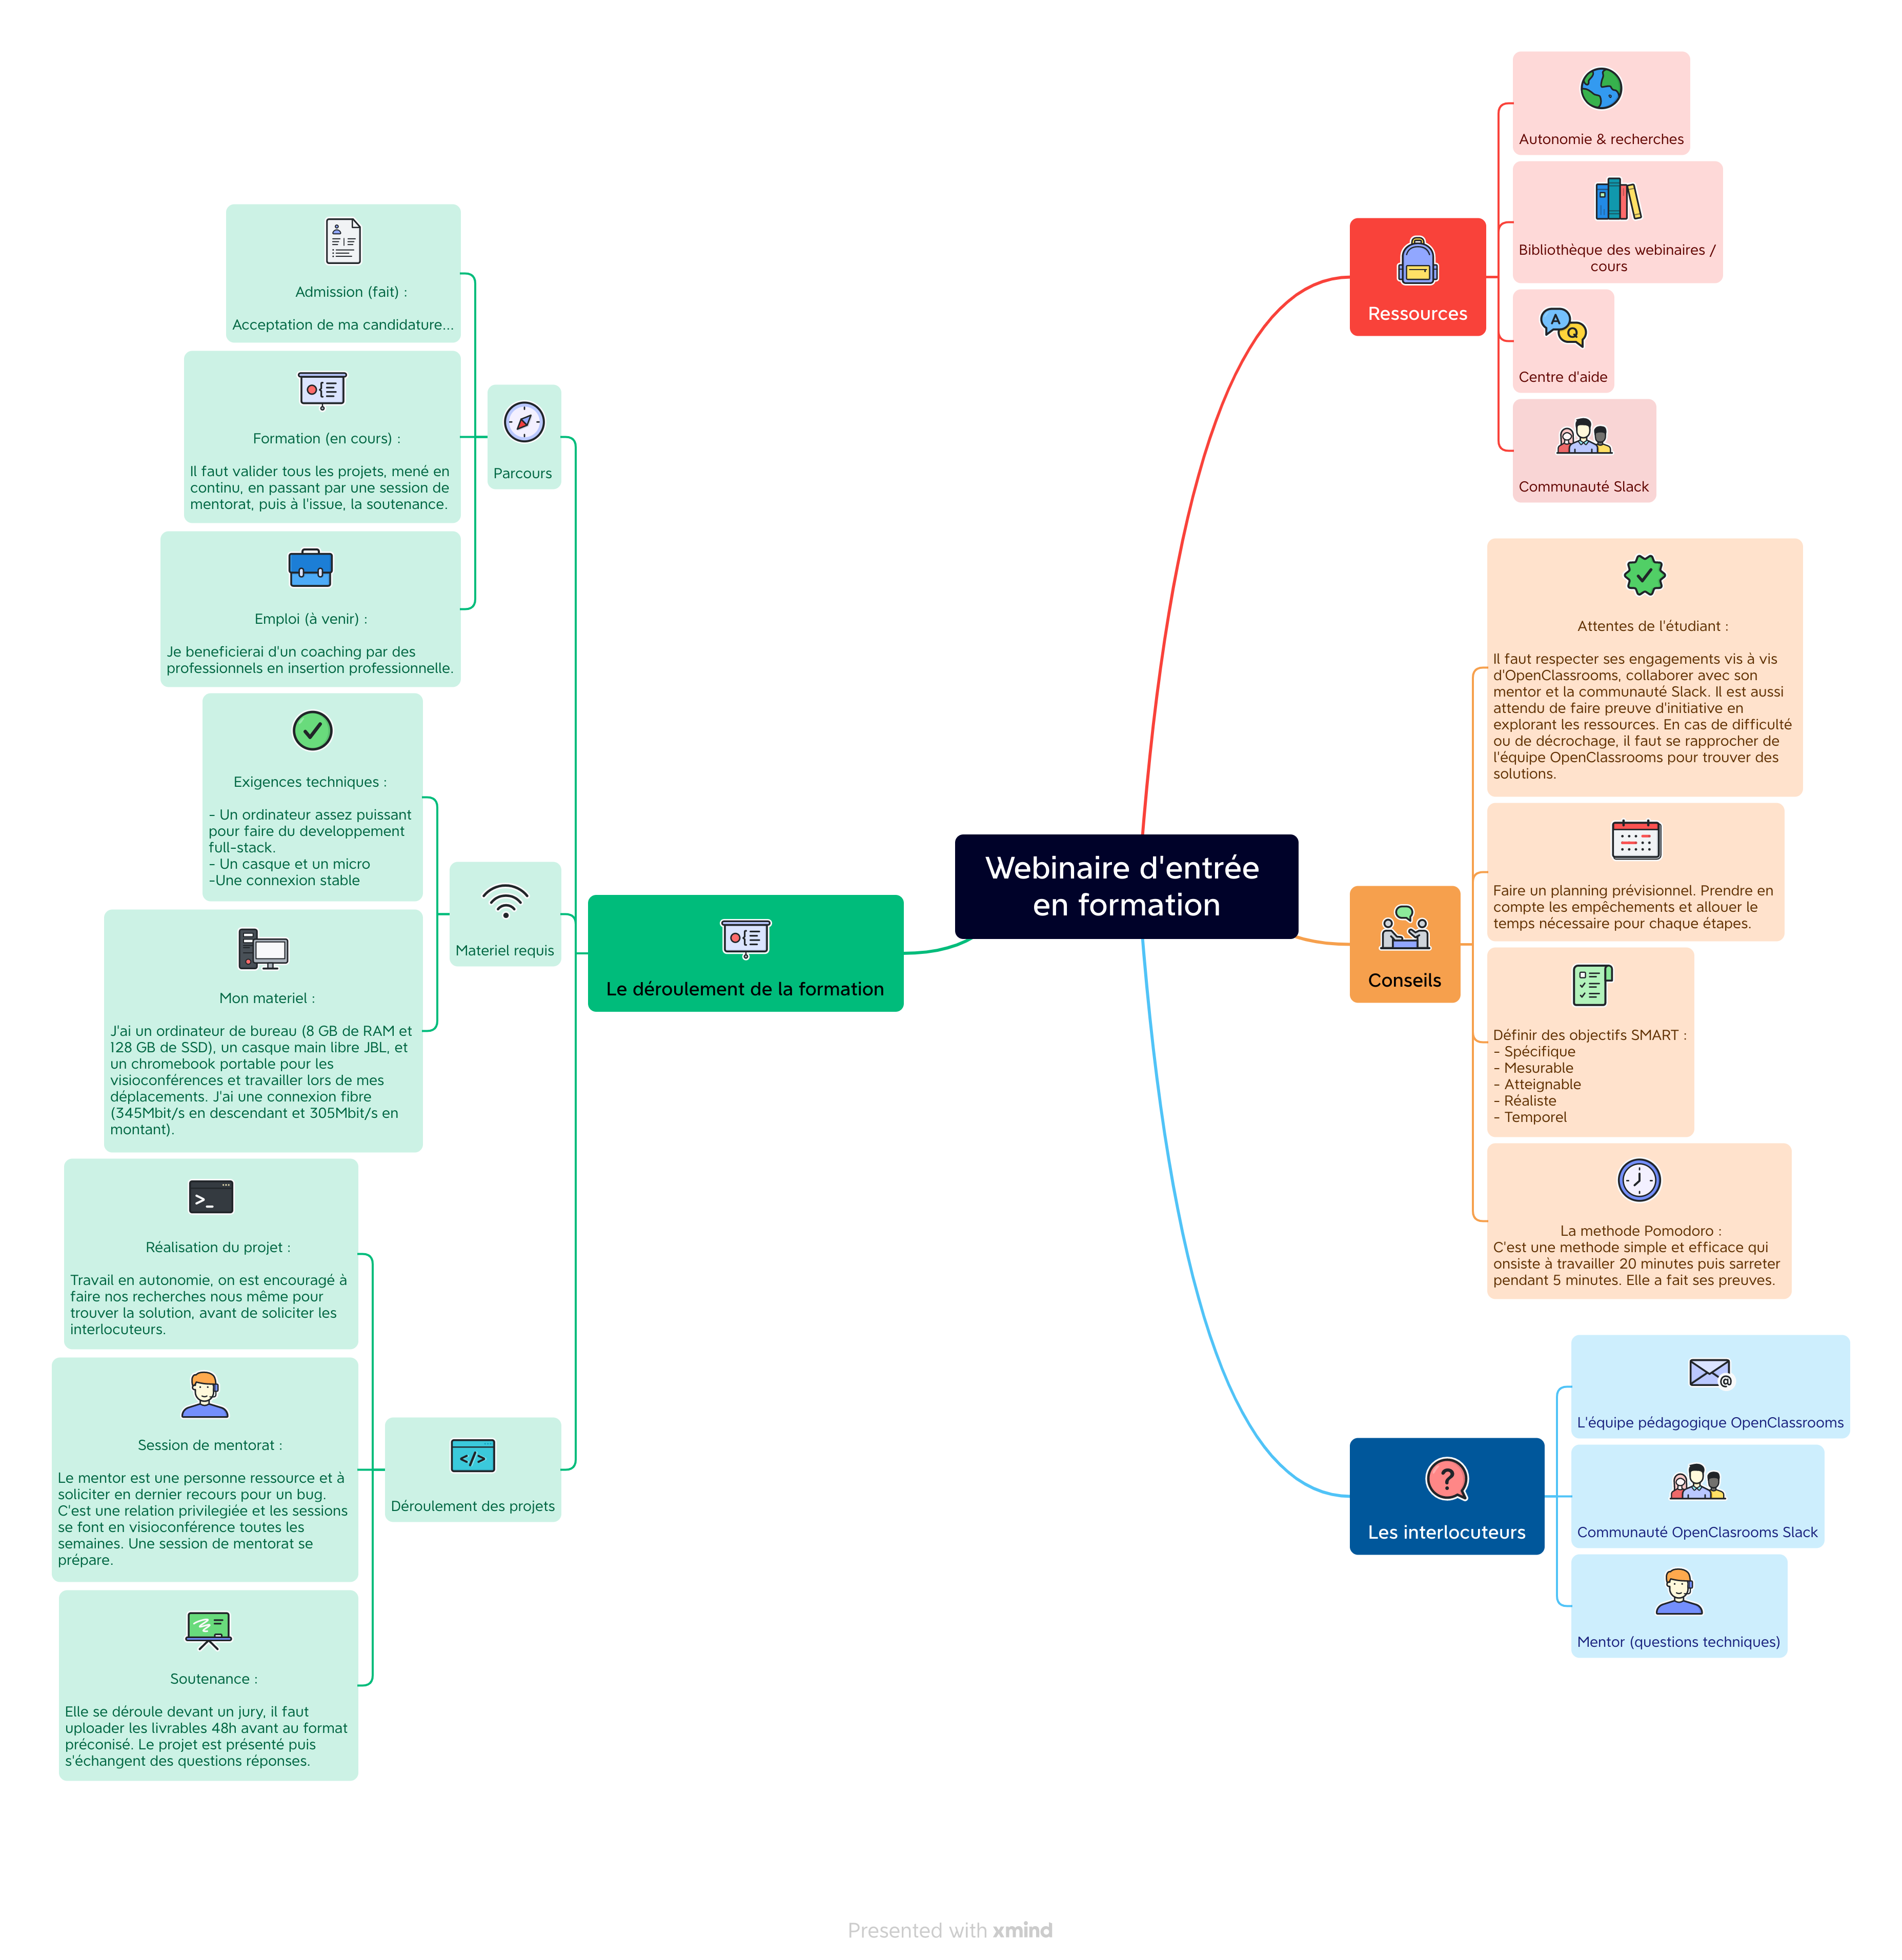 Webinaire d'entrée
en formation
Ressources
Autonomie & recherches
Bibliothèque des webinaires /
cours
Centre d'aide
Communauté Slack
Conseils
Attentes de l'étudiant :
Il faut respecter ses engagements vis à vis
d'OpenClassrooms, collaborer avec son
mentor et la communauté Slack. Il est aussi
attendu de faire preuve d'initiative en
explorant les ressources. En cas de difficulté
ou de décrochage, il faut se rapprocher de
l'équipe OpenClassrooms pour trouver des
solutions.
Faire un planning prévisionnel. Prendre en
compte les empêchements et allouer le
temps nécessaire pour chaque étapes.
Définir des objectifs SMART :
- Spécifique
- Mesurable
- Atteignable
- Réaliste
- Temporel
La methode Pomodoro :
C'est une methode simple et efficace qui
onsiste à travailler 20 minutes puis sarreter
pendant 5 minutes. Elle a fait ses preuves.
Les interlocuteurs
L'équipe pédagogique OpenClassrooms
Communauté OpenClasrooms Slack
Mentor (questions techniques)
Le déroulement de la formation
Parcours
Admission (fait) :
Acceptation de ma candidature...
Formation (en cours) :
Il faut valider tous les projets, mené en
continu, en passant par une session de
mentorat, puis à l'issue, la soutenance.
Emploi (à venir) :
Je beneficierai d'un coaching par des
professionnels en insertion professionnelle.
Materiel requis
Exigences techniques :
- Un ordinateur assez puissant
pour faire du developpement
full-stack.
- Un casque et un micro
-Une connexion stable
Mon materiel :
J'ai un ordinateur de bureau (8 GB de RAM et
128 GB de SSD), un casque main libre JBL, et
un chromebook portable pour les
visioconférences et travailler lors de mes
déplacements. J'ai une connexion fibre
(345Mbit/s en descendant et 305Mbit/s en
montant).
Déroulement des projets
Réalisation du projet :
Travail en autonomie, on est encouragé à
faire nos recherches nous même pour
trouver la solution, avant de soliciter les
interlocuteurs.
Session de mentorat :
Le mentor est une personne ressource et à
soliciter en dernier recours pour un bug.
C'est une relation privilegiée et les sessions
se font en visioconférence toutes les
semaines. Une session de mentorat se
prépare.
Soutenance :
Elle se déroule devant un jury, il faut
uploader les livrables 48h avant au format
préconisé. Le projet est présenté puis
s'échangent des questions réponses.
Presented with xmind